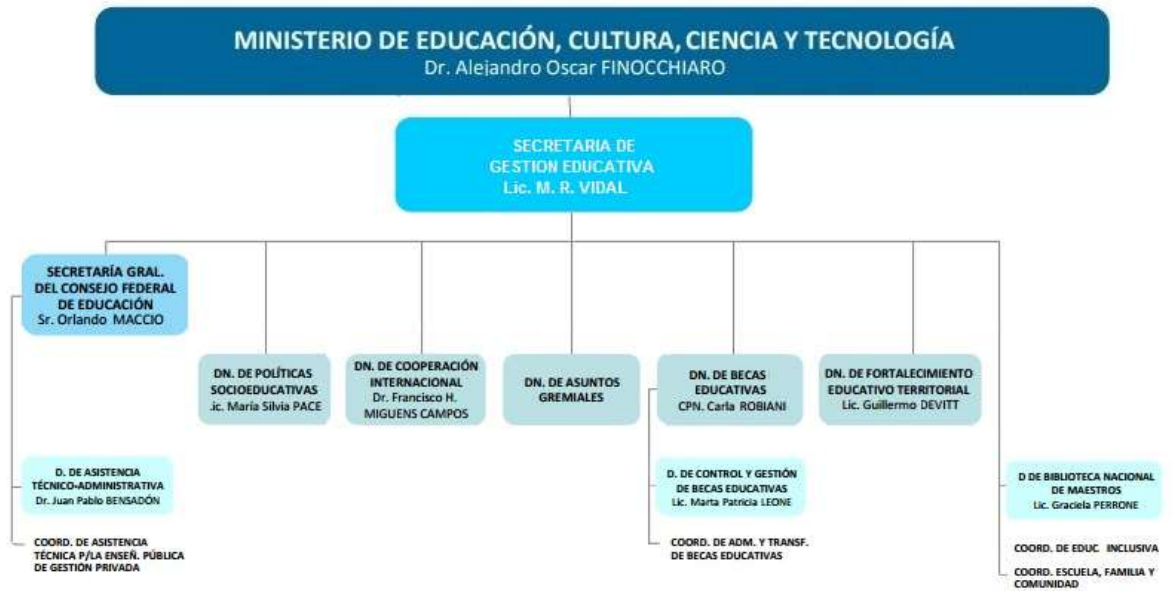 MINISTERIO DE EDUCACIÓN, CULTURA, CIENCIA Y TECNOLOGÍA
Dr. Alejandro Oscar FINOCCHIARO
SECRETARIA DE
GESTION EDUCATIVA
Lic. M. R. VIDAL
SECRETARÍA GRAL.
DEL CONSEJO FEDERAL
DE EDUCACIÓN
Sr. Orlando MACCIO
DN. DE POLÍTICAS
SOCIOEDUCATIVAS
.ic. María Silvia PACE
DN. DE COOPERACIÓN
INTERNACIONAL
Dr. Francisco H.
MIGUENS CAMPOS
DN. DE ASUNTOS
GREMIALES
DN. DE BECAS
EDUCATIVAS
CPN. Carla ROBIANI
DN. DE FORTALECIMIENTO
EDUCATIVO TERRITORIAL
Lic. Guillermo DEVITT
D. DE ASISTENCIA
TÉCNICO-ADMINISTRATIVA
Dr. Juan Pablo BENSADÓN
D. DE CONTROL Y GESTIÓN
DE BECAS EDUCATIVAS
Lic. Marta Patricia LEONE
D DE BIBLIOTECA NACIONAL
DE MAESTROS
Lic. Graciela PERRONE
COORD. DE ASISTENCIA
TÉCNICA P/LA ENSEÑ. PÚBLICA
DE GESTIÓN PRIVADA
COORD. DE ADM. Y TRANSF.
DE BECAS EDUCATIVAS
COORD. DE EDUC INCLUSIVA
COORD. ESCUELA, FAMILIA Y
COMUNIDAD